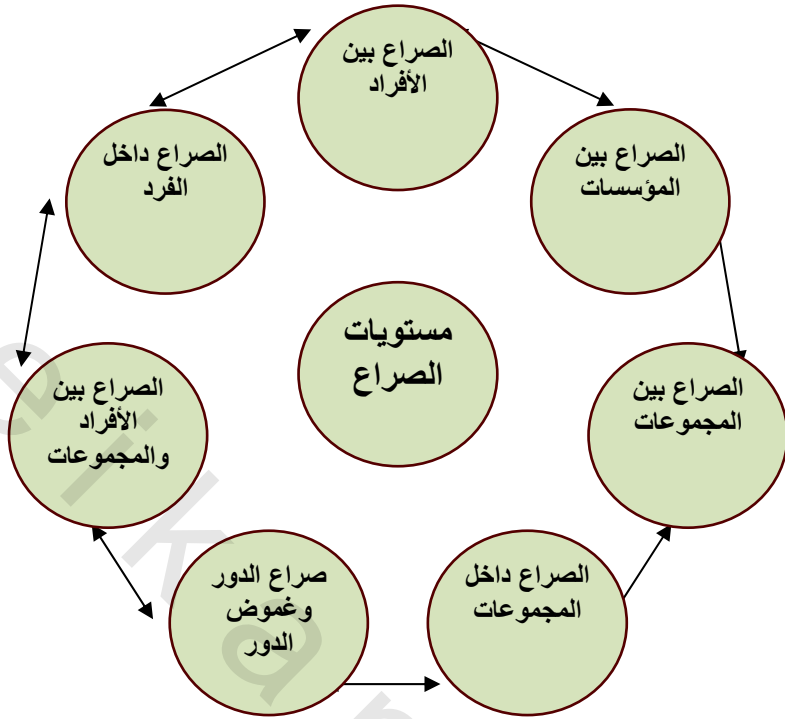 الصراع بين
الأفراد
الصراع بين
المؤسسات
الصراع بين
المجموعات
الصراع داخل
المجموعات
صراع الدور
وغموض
الدور
الصراع بين
الأفراد
والمجموعات
الصراع داخل
الفرد
مستويات
الصراع
e i k a